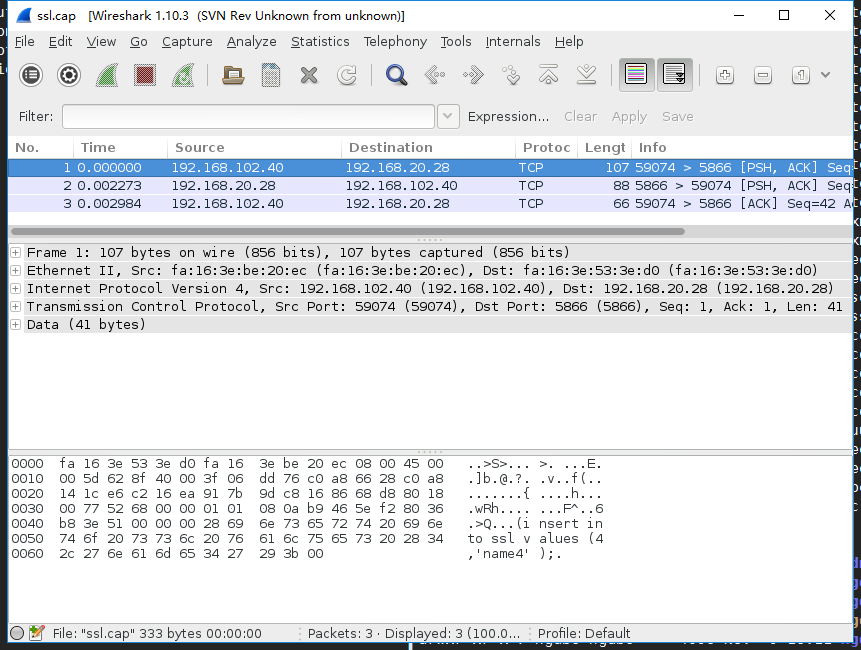 ssl.cap [Wireshark 1.10.3 (SVN Rev Unknown from unknown)]
File Edit View Go Capture Analyze Statistics Telephony Tools Internals Help
Filter: Expression... Clear Apply Save
No. Time Source Destination Protoc Lengt Info
1 0.000000 192.168.102.40 192.168.20.28 TCP 107 59074 > 5866 [PSH, ACK] Seq=
2 0.002273 192.168.20.28 192.168.102.40 TCP 88 5866 > 59074 [PSH, ACK] Seq=
3 0.002984 192.168.102.40 192.168.20.28 TCP 66 59074 > 5866 [ACK] Seq=42 A
Frame 1: 107 bytes on wire (856 bits), 107 bytes captured (856 bits)
Ethernet II, Src: fa:16:3e:be:20:ec (fa:16:3e:be:20:ec), Dst: fa:16:3e:53:3e:d0 (fa:16:3e:53:3e:d0)
Internet Protocol Version 4, Src: 192.168.102.40 (192.168.102.40), Dst: 192.168.20.28 (192.168.20.28)
Transmission Control Protocol, Src Port: 59074 (59074), Dst Port: 5866 (5866), Seq: 1, Ack: 1, Len: 41
Data (41 bytes)
0000 fa 16 3e 53 3e d0 fa 16 3e be 20 ec 08 00 45 00 ..>S>... >. ...E.
0010 00 5d 62 8f 40 00 3f 06 dd 76 c0 a8 66 28 c0 a8 .]b.@.?. .v..f(..
0020 14 1c e6 c2 16 ea 91 7b 9d c8 16 86 68 d8 80 18 .......{ ....h...
0030 00 77 52 68 00 00 01 01 08 0a b9 46 5e f2 80 36 .wRh.... ...F^..6
0040 b8 3e 51 00 00 00 28 69 6e 73 65 72 74 20 69 6e .>Q...(i nsert in
0050 74 6f 20 73 73 6c 20 76 61 6c 75 65 73 20 28 34 to ssl v alues (4
0060 2c 27 6e 61 6d 65 34 27 29 3b 00 ,'name4' );.
File: "ssl.cap" 333 bytes 00:00:00 Packets: 3 · Displayed: 3 (100.0... Profile: Default